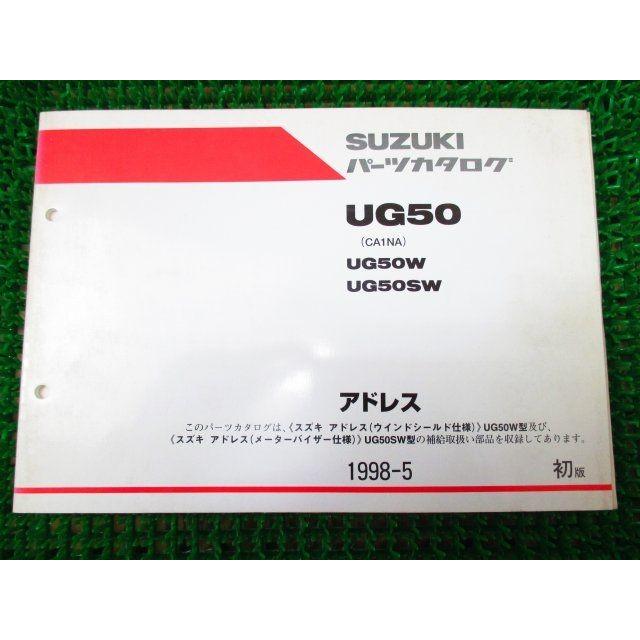 SUZUKI
パーツカタログ
UG50
(CA1NA)
UG50W
UG50SW
アドレス
このパーツカタログは、《スズキ アドレス(ウインドシールド仕様)》UG50W型及び、
《スズキ アドレス(メーターバイザー仕様)》UG50SW型の補給取扱い部品を収録してあります。
1998-5 初版